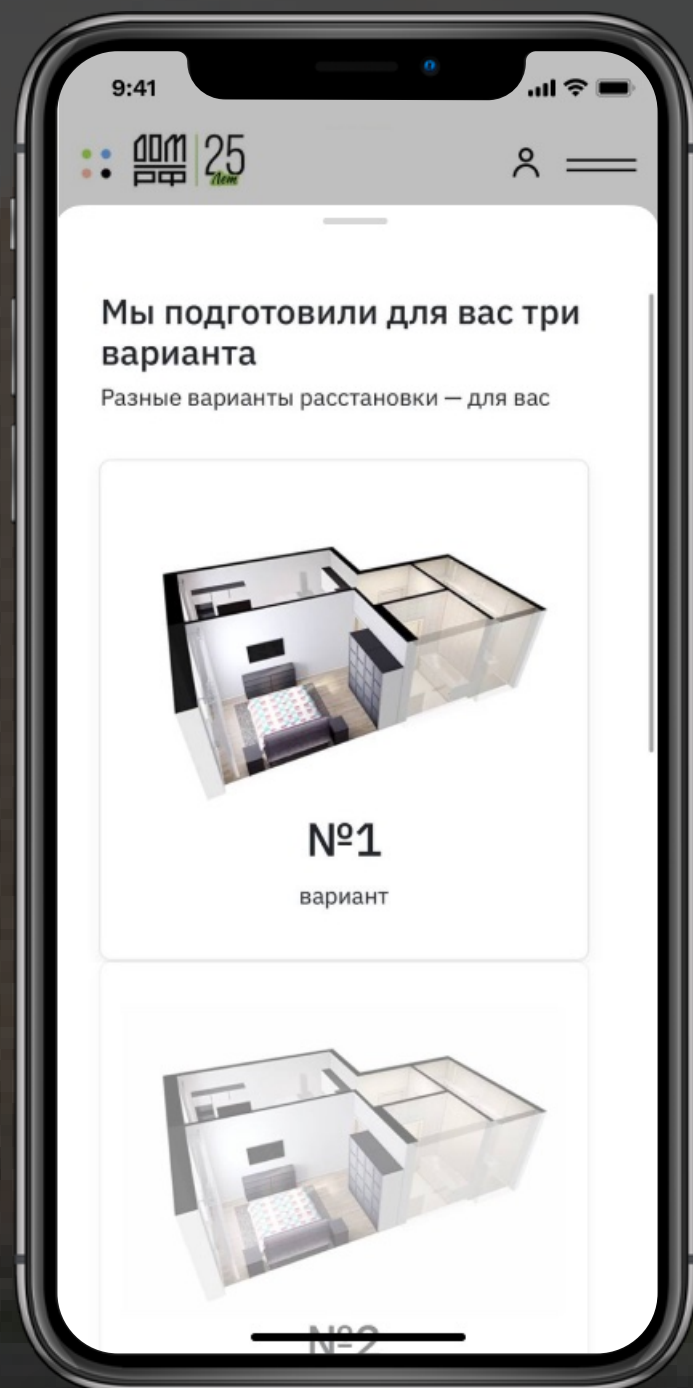 9:41
ДОМ
РФ
25
Лет
Мы подготовили для вас три
варианта
Разные варианты расстановки — для вас
№1
вариант
№2